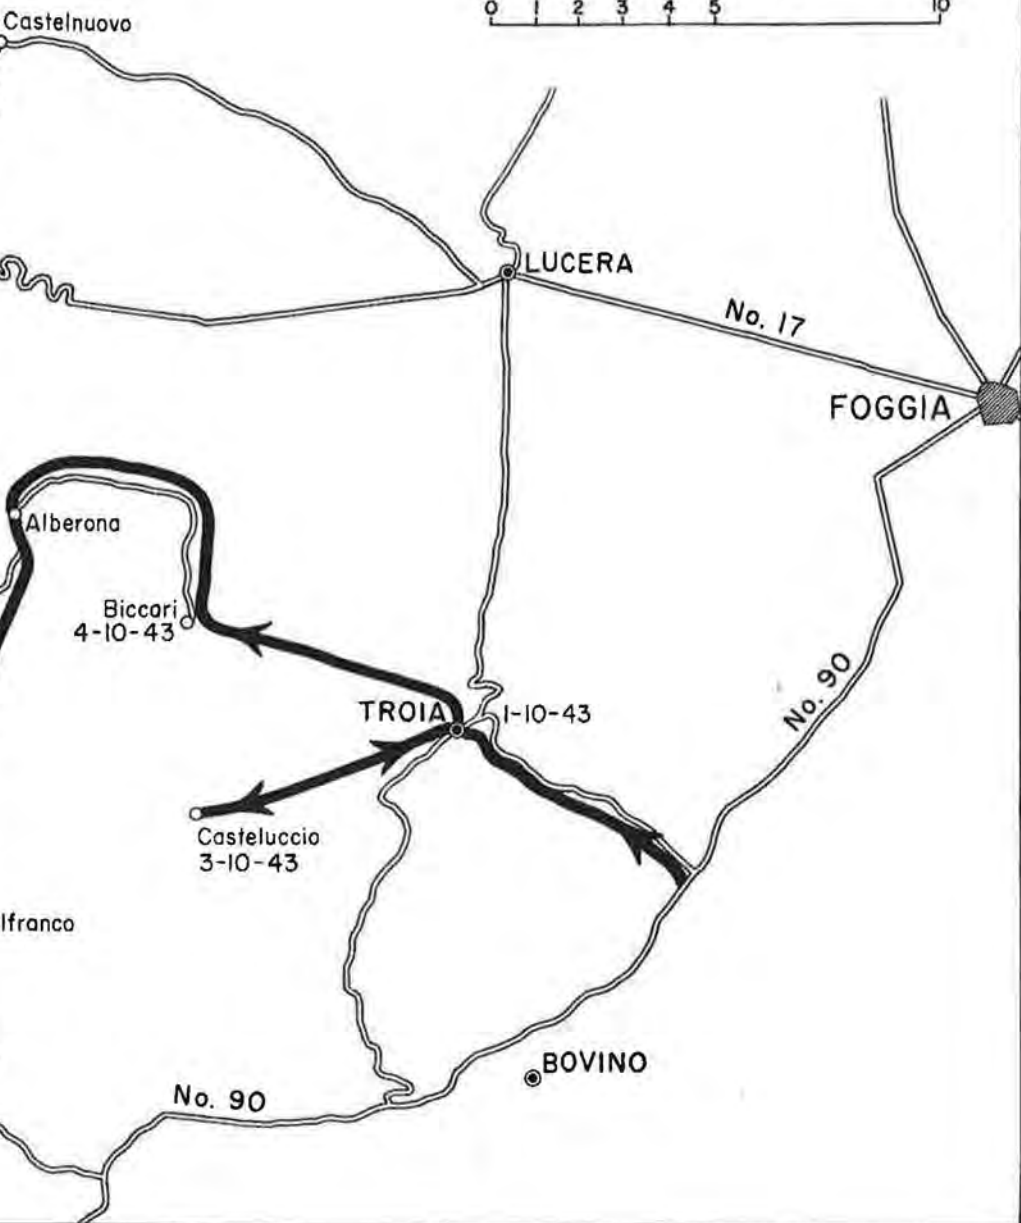 0 1 2 3 4 5 10
Castelnuovo
LUCERA
No. 17
FOGGIA
Alberona
Biccari
4-10-43
No. 90
TROIA
1-10-43
Casteluccio
3-10-43
lfranco
BOVINO
No. 90